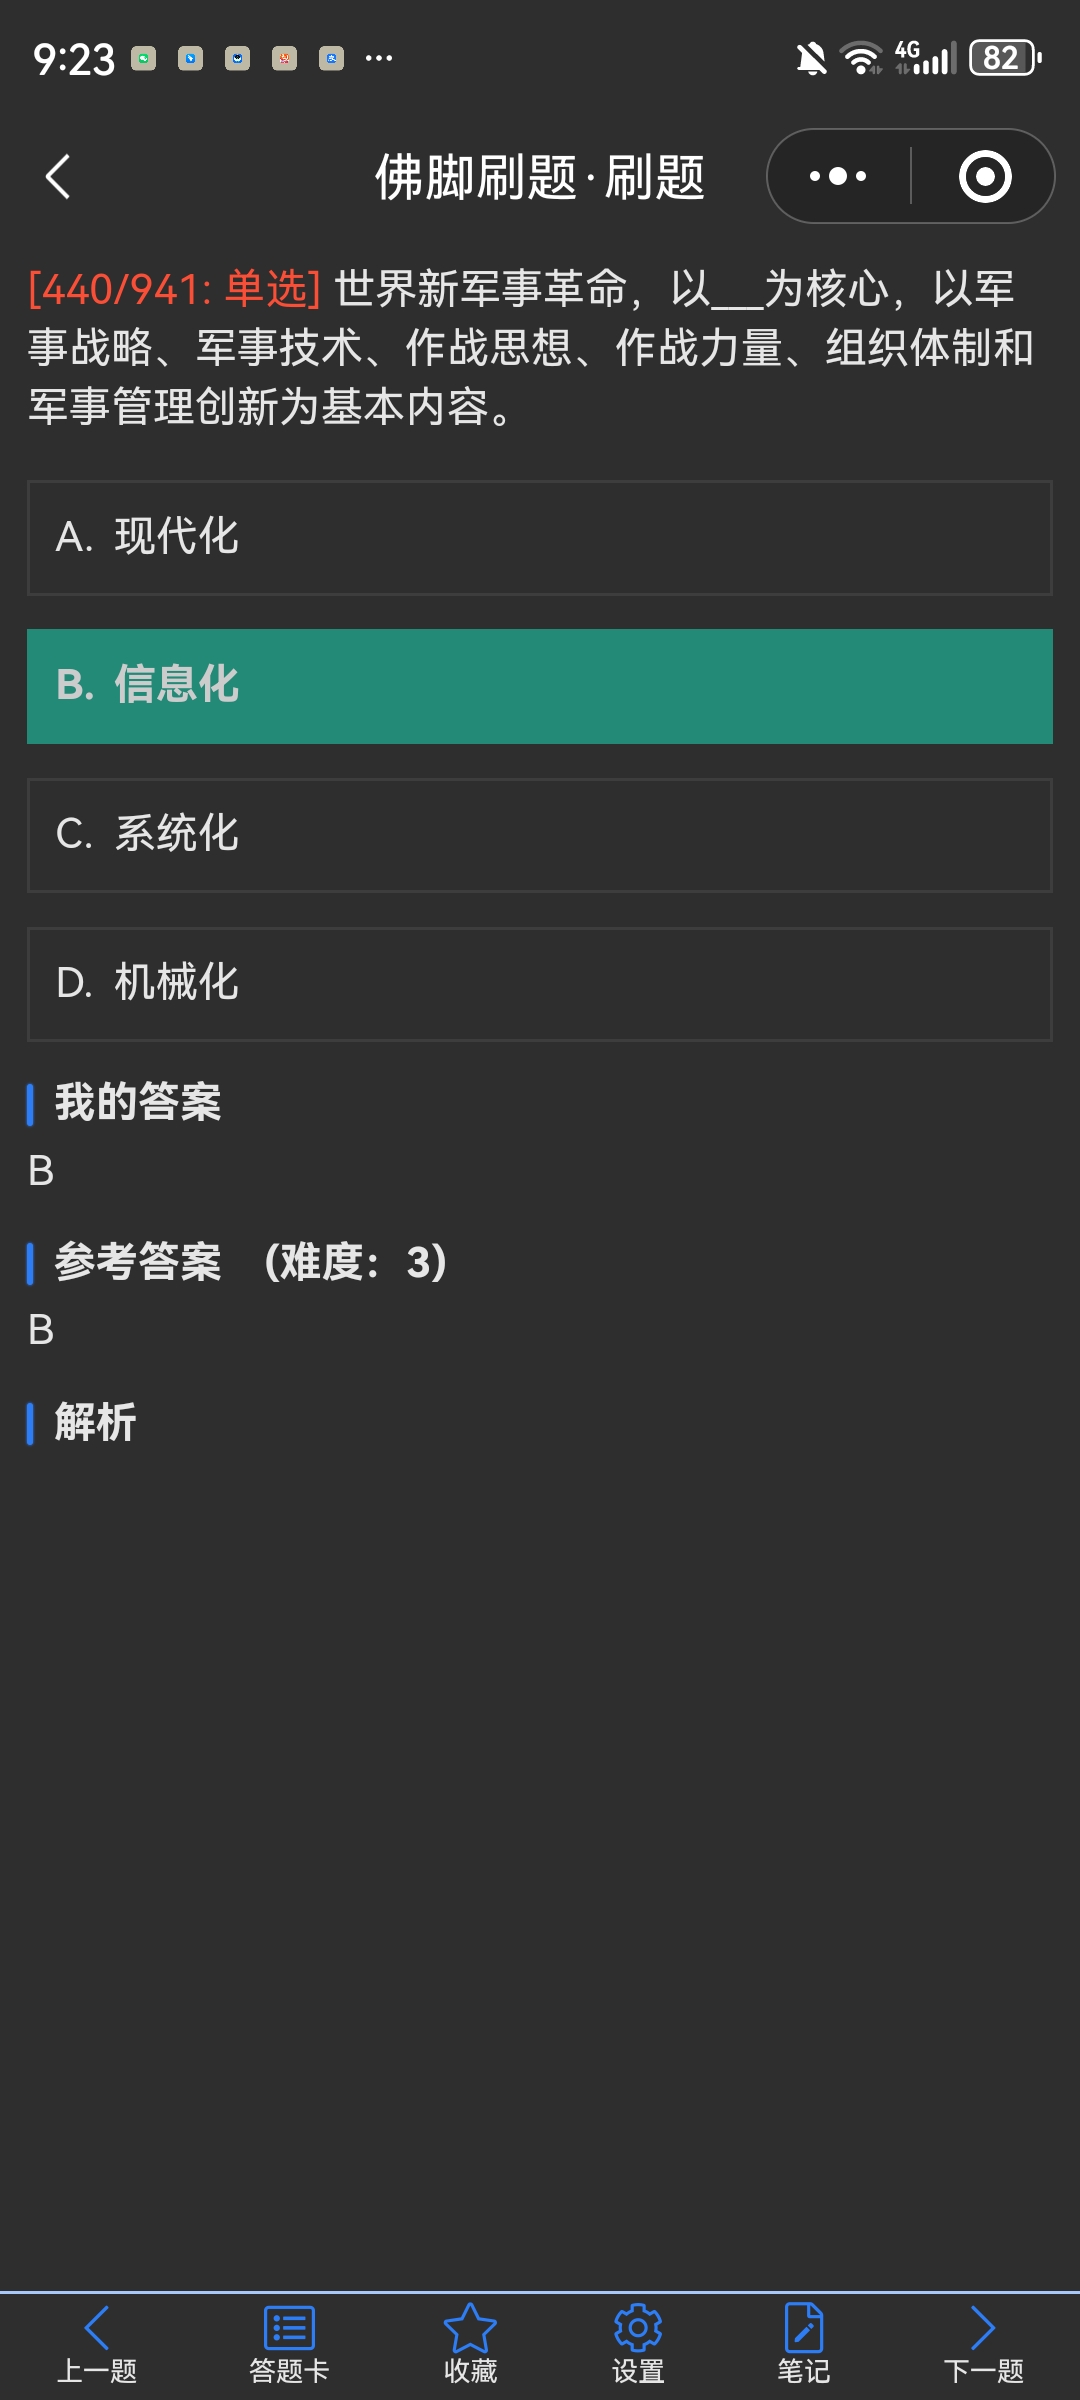 9:23
4G
82
佛脚刷题·刷题
[440/941: 单选] 世界新军事革命，以___为核心，以军
事战略、军事技术、作战思想、作战力量、组织体制和
军事管理创新为基本内容。
A. 现代化
B. 信息化
C. 系统化
D. 机械化
我的答案
B
参考答案 （难度：3）
B
解析
上一题 答题卡 收藏 设置 笔记 下一题